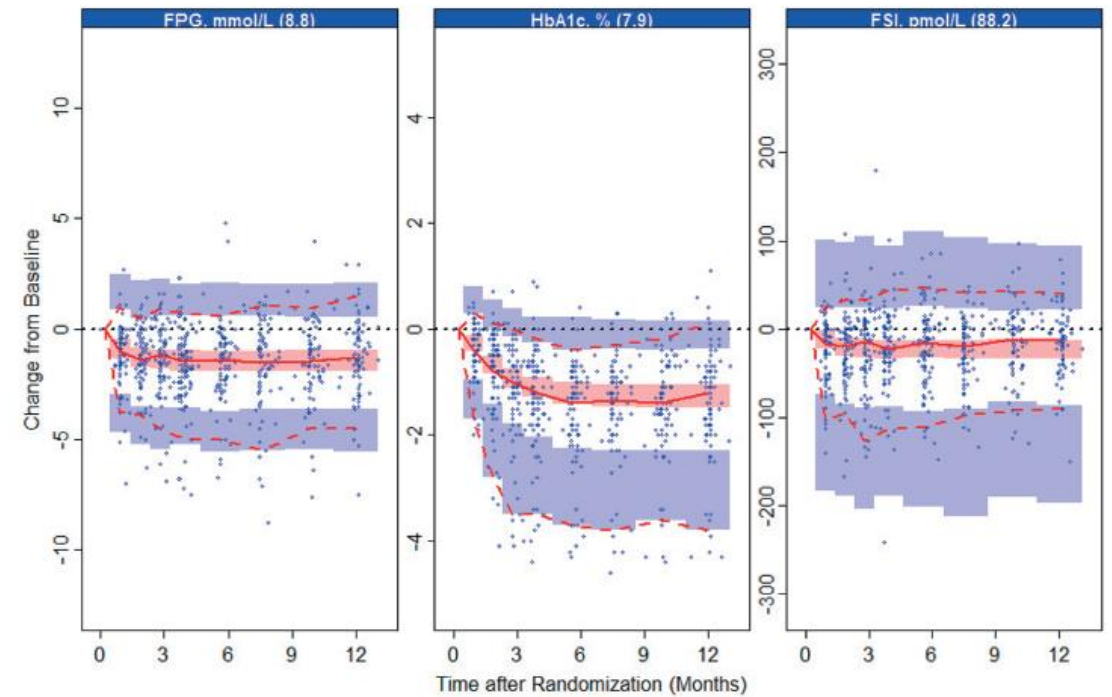 FPG, mmol/L (8.8)
HbA1c, % (7.9)
FSI, pmol/L (88.2)
Change from Baseline
10
5
0
-5
-10
4
2
0
-2
-4
300
200
100
0
-100
-200
-300
0 3 6 9 12
0 3 6 9 12
0 3 6 9 12
Time after Randomization (Months)